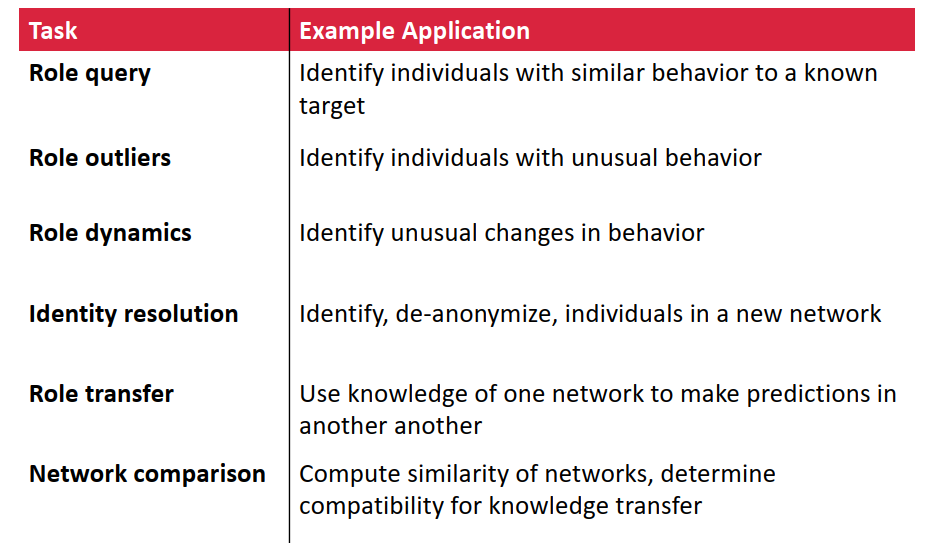 Task Example Application
Role query Identify individuals with similar behavior to a known
target
Role outliers Identify individuals with unusual behavior
Role dynamics Identify unusual changes in behavior
Identity resolution Identify, de-anonymize, individuals in a new network
Role transfer Use knowledge of one network to make predictions in
another another
Network comparison Compute similarity of networks, determine
compatibility for knowledge transfer